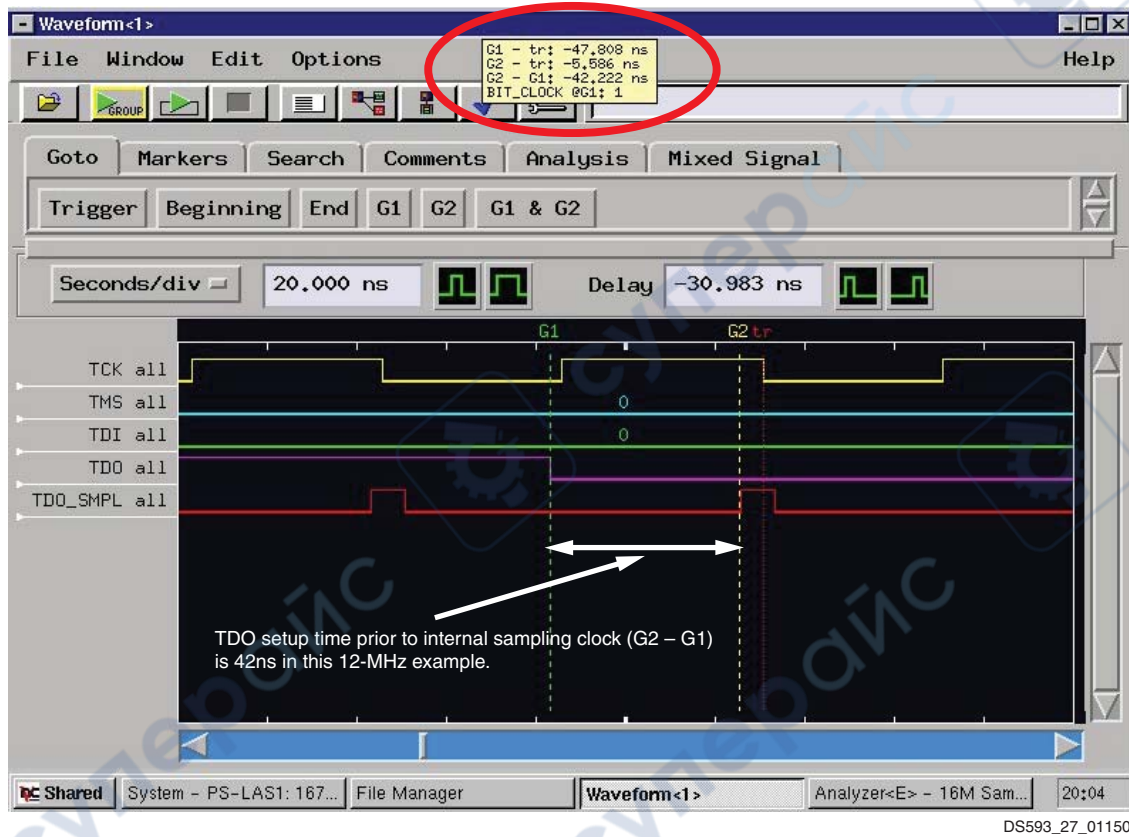 Waveform<1>
File Window Edit Options Help
G1 - tr: -47.808 ns
G2 - tr: -5.586 ns
G2 - G1: -42.222 ns
BIT_CLOCK @G1: 1
GROUP
Goto Markers Search Comments Analysis Mixed Signal
Trigger Beginning End G1 G2 G1 & G2
Seconds/div 20.000 ns Delay -30.983 ns
G1 G2 tr
TCK all
TMS all 0
TDI all 0
TDO all
TDO_SMPL all
TDO setup time prior to internal sampling clock (G2 – G1)
is 42ns in this 12-MHz example.
Shared System - PS-LAS1: 167... File Manager Waveform<1> Analyzer<E> - 16M Sam... 20:04
DS593_27_01150
суперайс
суперайс
суперайс
суперайс